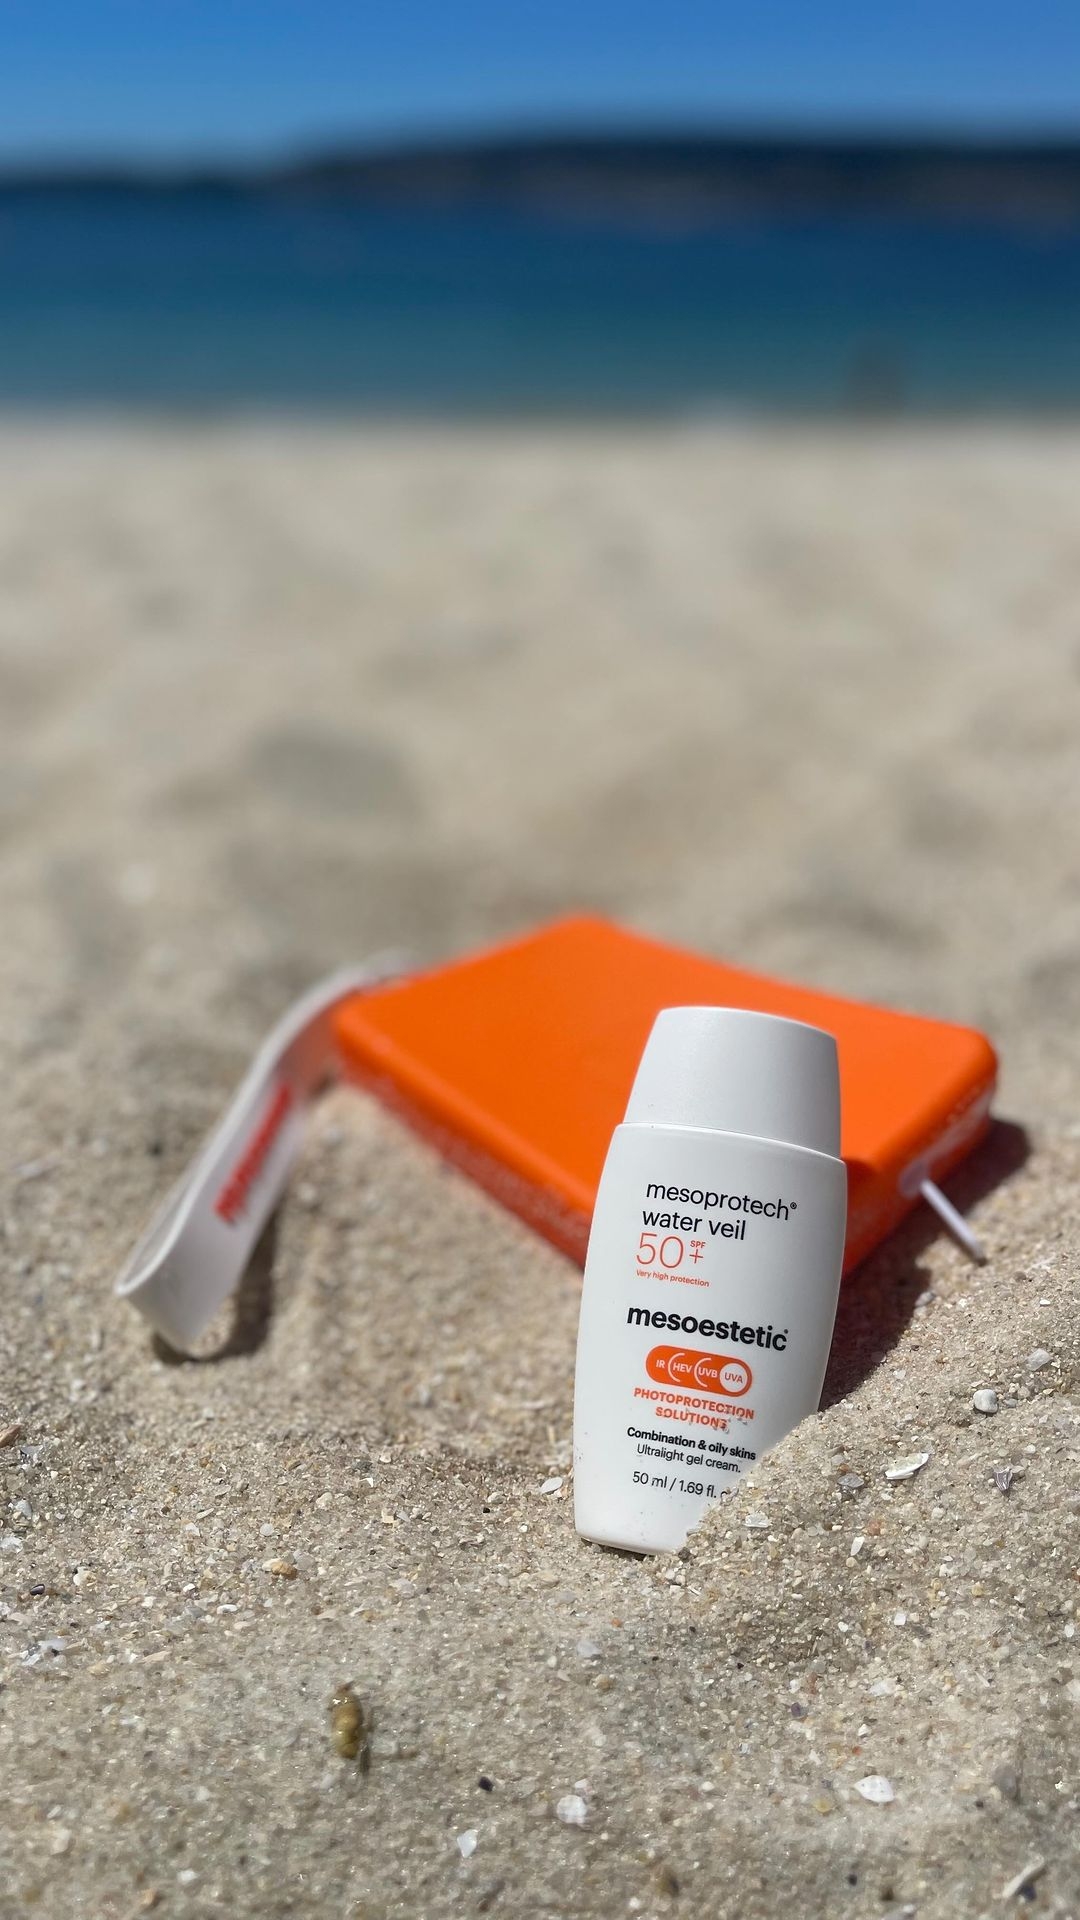 mesoprotech®
water veil
50+ SPF
Very high protection
mesoestetic®
IR HEV UVB UVA
PHOTOPROTECTION
SOLUTIONS
Combination & oily skins
Ultralight gel cream.
50 ml / 1.69 fl.